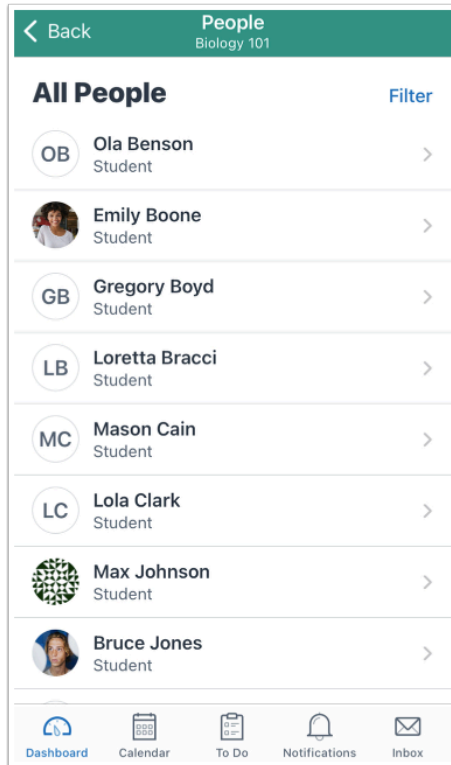 Back
People
Biology 101
All People
Filter
OB
Ola Benson
Student
Emily Boone
Student
GB
Gregory Boyd
Student
LB
Loretta Bracci
Student
MC
Mason Cain
Student
LC
Lola Clark
Student
Max Johnson
Student
Bruce Jones
Student
Dashboard
Calendar
To Do
Notifications
Inbox